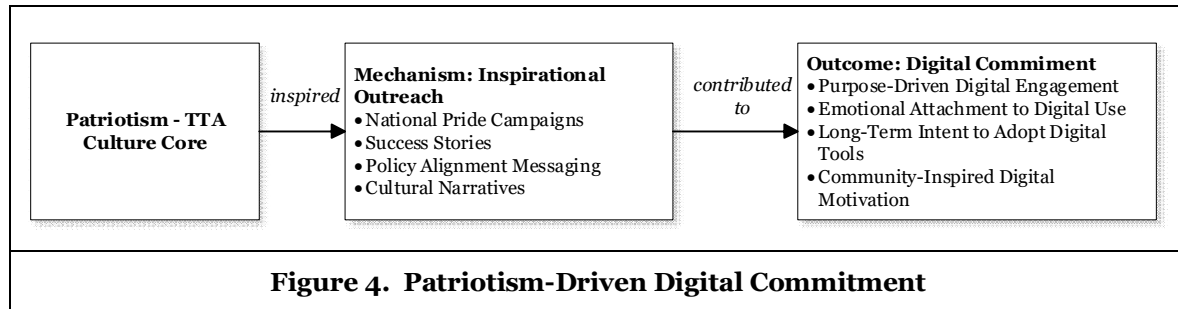 Patriotism - TTA
Culture Core
inspired
Mechanism: Inspirational
Outreach
• National Pride Campaigns
• Success Stories
• Policy Alignment Messaging
• Cultural Narratives
contributed
to
Outcome: Digital Commiment
• Purpose-Driven Digital Engagement
• Emotional Attachment to Digital Use
• Long-Term Intent to Adopt Digital
Tools
• Community-Inspired Digital
Motivation
Figure 4. Patriotism-Driven Digital Commitment